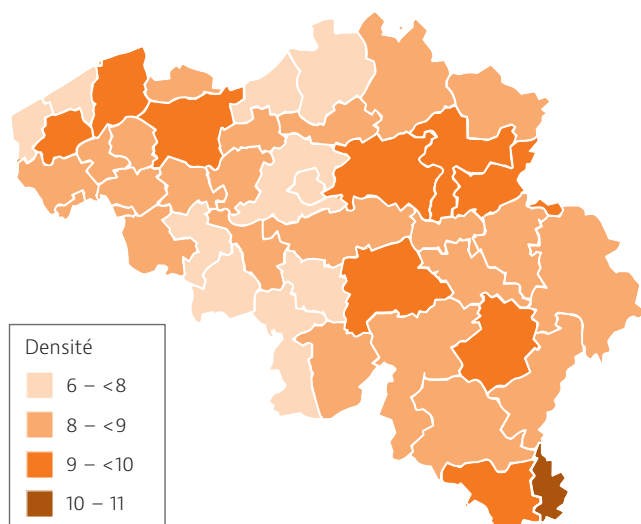 Densité
6 – <8
8 – <9
9 – <10
10 – 11